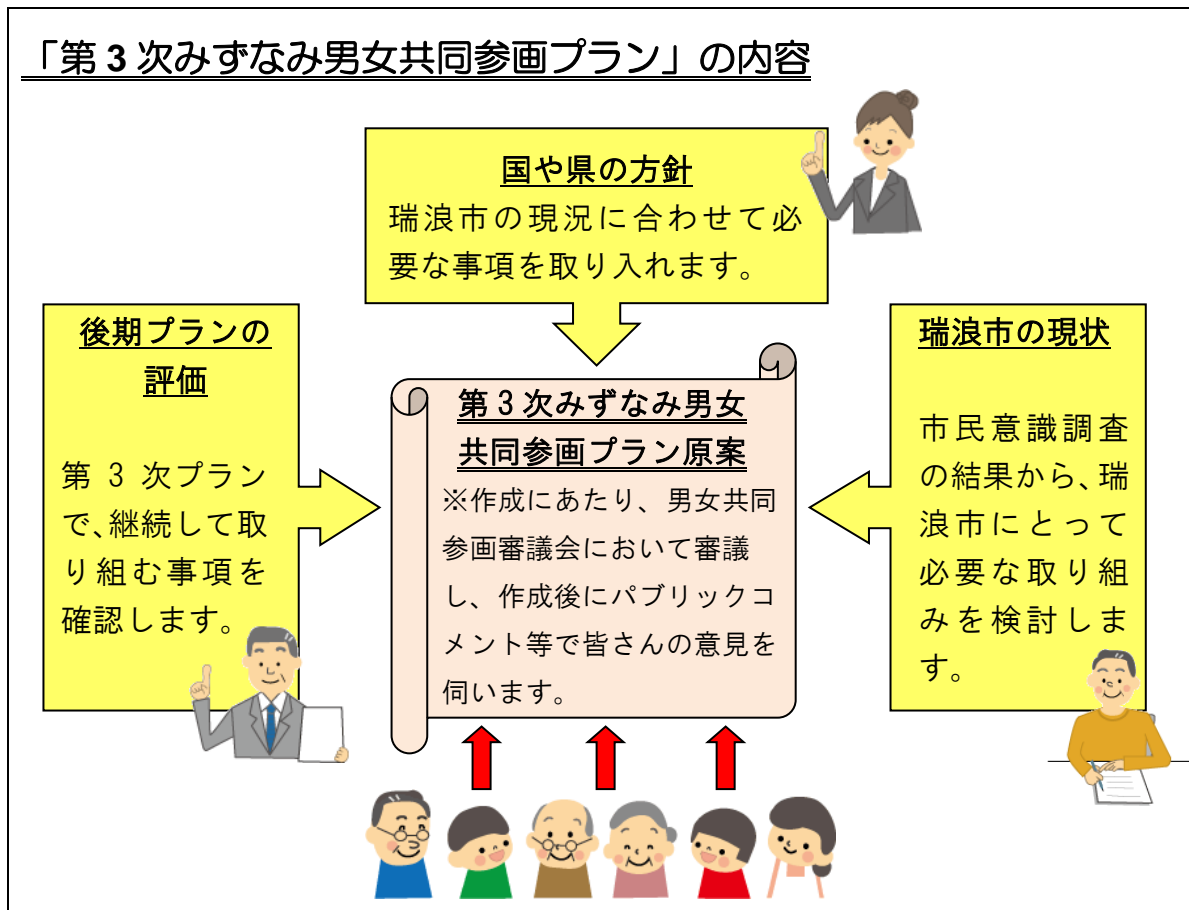 「第3次みずなみ男女共同参画プラン」の内容
国や県の方針
瑞浪市の現況に合わせて必
要な事項を取り入れます。
後期プランの
評価
第3次プラン
で、継続して取
り組む事項を
確認します。
第3次みずなみ男女
共同参画プラン原案
※作成にあたり、男女共同
参画審議会において審議
し、作成後にパブリックコ
メント等で皆さんの意見を
伺います。
瑞浪市の現状
市民意識調査
の結果から、瑞
浪市にとって
必要な取り組
みを検討しま
す。